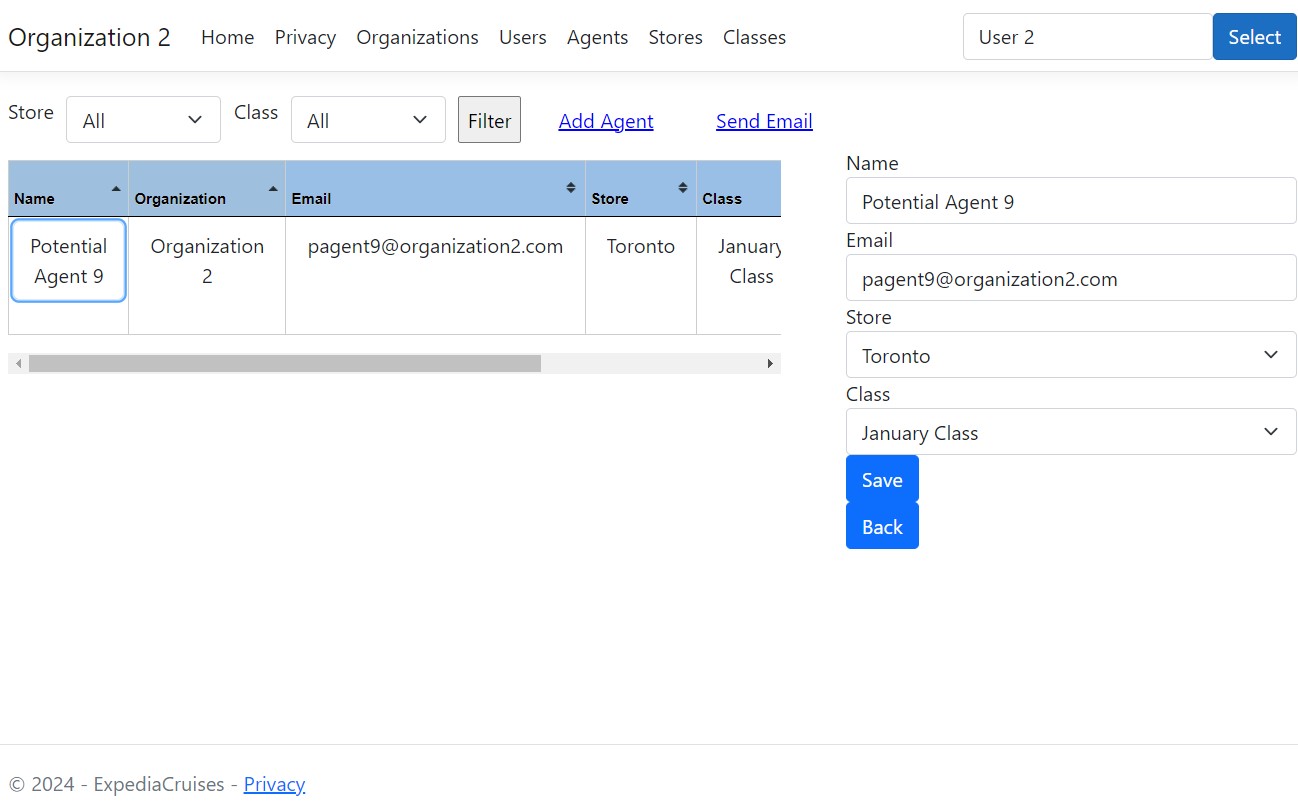 Organization 2 Home Privacy Organizations Users Agents Stores Classes User 2 Select
Store All Class All Filter Add Agent Send Email
Name Organization Email Store Class
Potential Organization pagent9@organization2.com Toronto January
Agent 9 2 Class
Name
Potential Agent 9
Email
pagent9@organization2.com
Store
Toronto
Class
January Class
Save
Back
© 2024 - ExpediaCruises - Privacy